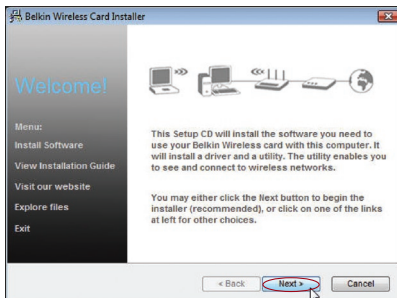 Belkin Wireless Card Installer
Welcome!
Menu:
Install Software
View Installation Guide
Visit our website
Explore files
Exit
This Setup CD will install the software you need to
use your Belkin Wireless card with this computer. It
will install a driver and a utility. The utility enables you
to see and connect to wireless networks.
You may either click the Next button to begin the
installer (recommended), or click on one of the links
at left for other choices.
< Back Next > Cancel